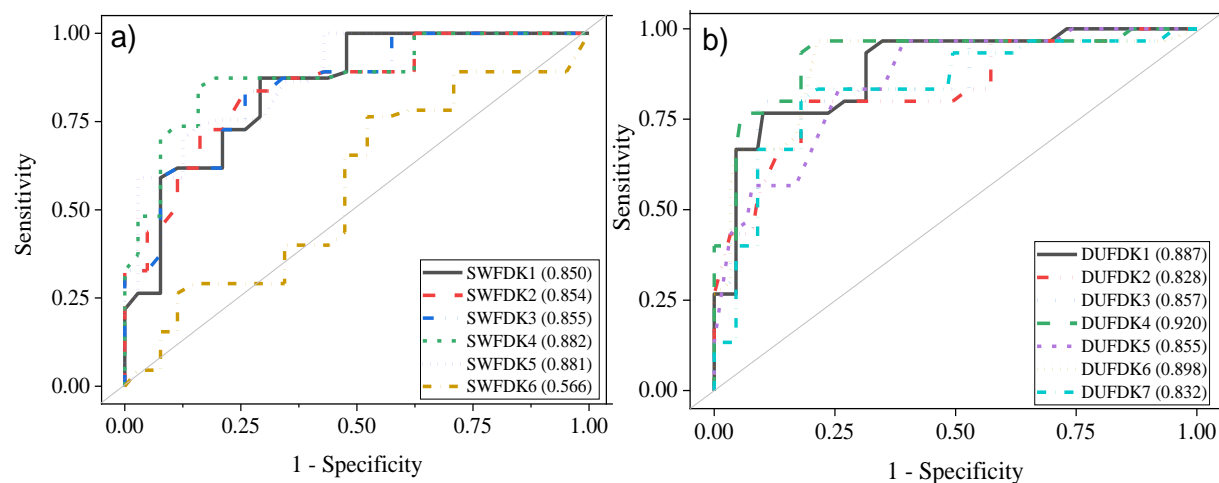 a)
1.00
0.75
0.50
0.25
0.00
Sensitivity
SWFDK1 (0.850)
SWFDK2 (0.854)
SWFDK3 (0.855)
SWFDK4 (0.882)
SWFDK5 (0.881)
SWFDK6 (0.566)
0.00 0.25 0.50 0.75 1.00
1 - Specificity
b)
1.00
0.75
0.50
0.25
0.00
Sensitivity
DUFDK1 (0.887)
DUFDK2 (0.828)
DUFDK3 (0.857)
DUFDK4 (0.920)
DUFDK5 (0.855)
DUFDK6 (0.898)
DUFDK7 (0.832)
0.00 0.25 0.50 0.75 1.00
1 - Specificity